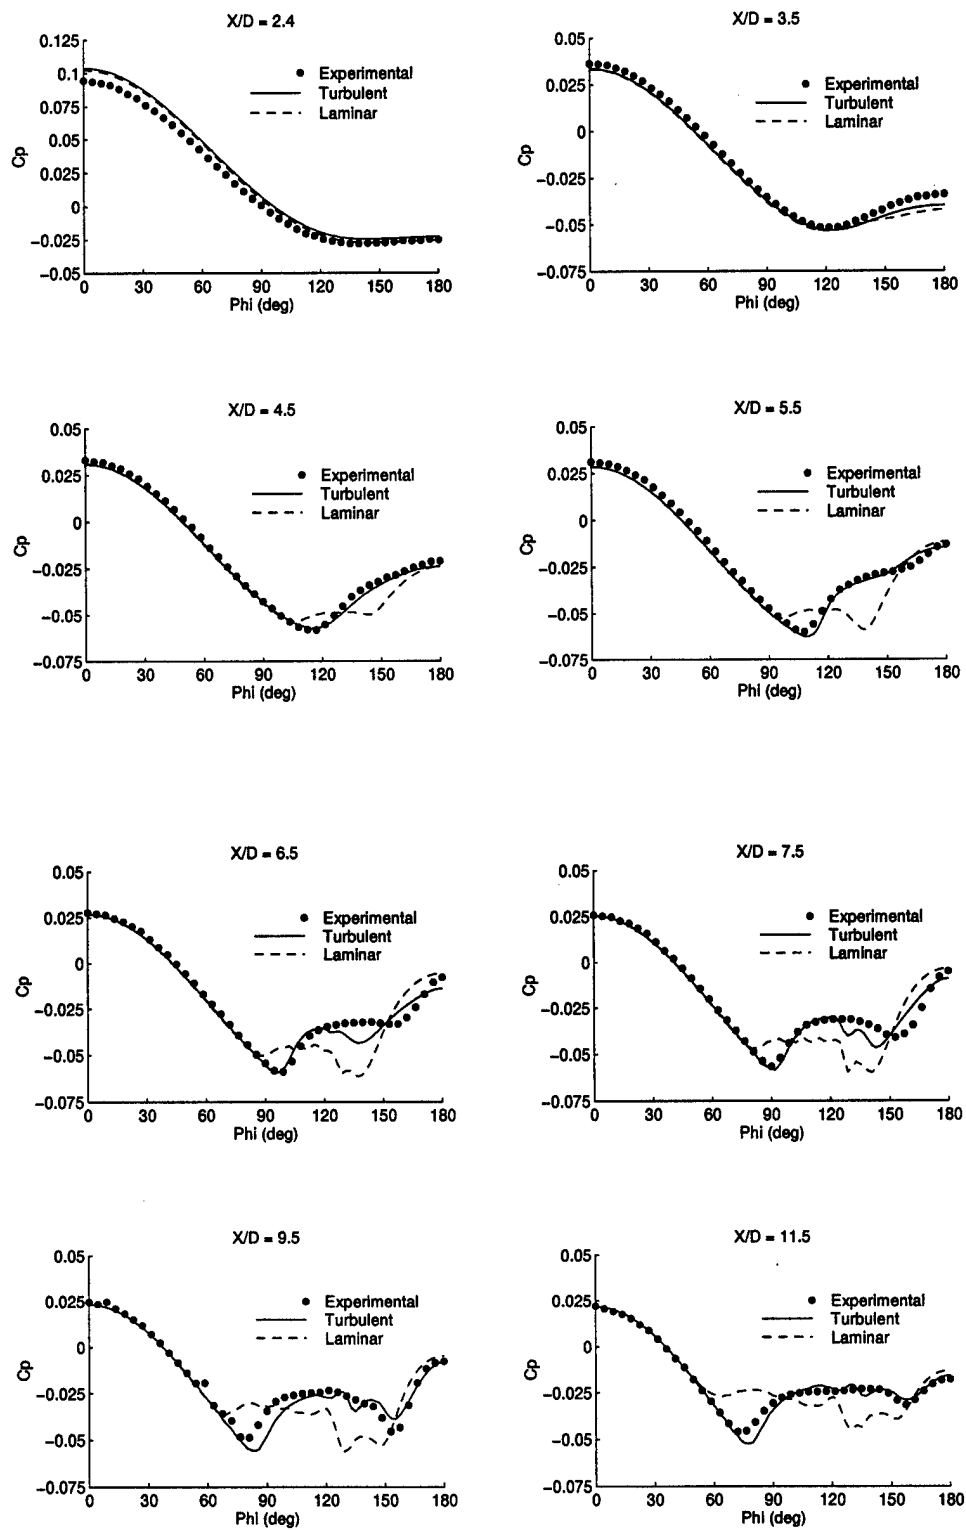 X/D = 2.4
0.125
0.1
0.075
0.05
0.025
0
−0.025
−0.05
Cp
Experimental
Turbulent
Laminar
0 30 60 90 120 150 180
Phi (deg)
X/D = 3.5
0.05
0.025
0
−0.025
−0.05
−0.075
Cp
Experimental
Turbulent
Laminar
0 30 60 90 120 150 180
Phi (deg)
X/D = 4.5
0.05
0.025
0
−0.025
−0.05
−0.075
Cp
Experimental
Turbulent
Laminar
0 30 60 90 120 150 180
Phi (deg)
X/D = 5.5
0.05
0.025
0
−0.025
−0.05
−0.075
Cp
Experimental
Turbulent
Laminar
0 30 60 90 120 150 180
Phi (deg)
X/D = 6.5
0.05
0.025
0
−0.025
−0.05
−0.075
Cp
Experimental
Turbulent
Laminar
0 30 60 90 120 150 180
Phi (deg)
X/D = 7.5
0.05
0.025
0
−0.025
−0.05
−0.075
Cp
Experimental
Turbulent
Laminar
0 30 60 90 120 150 180
Phi (deg)
X/D = 9.5
0.05
0.025
0
−0.025
−0.05
−0.075
Cp
Experimental
Turbulent
Laminar
0 30 60 90 120 150 180
Phi (deg)
X/D = 11.5
0.05
0.025
0
−0.025
−0.05
−0.075
Cp
Experimental
Turbulent
Laminar
0 30 60 90 120 150 180
Phi (deg)